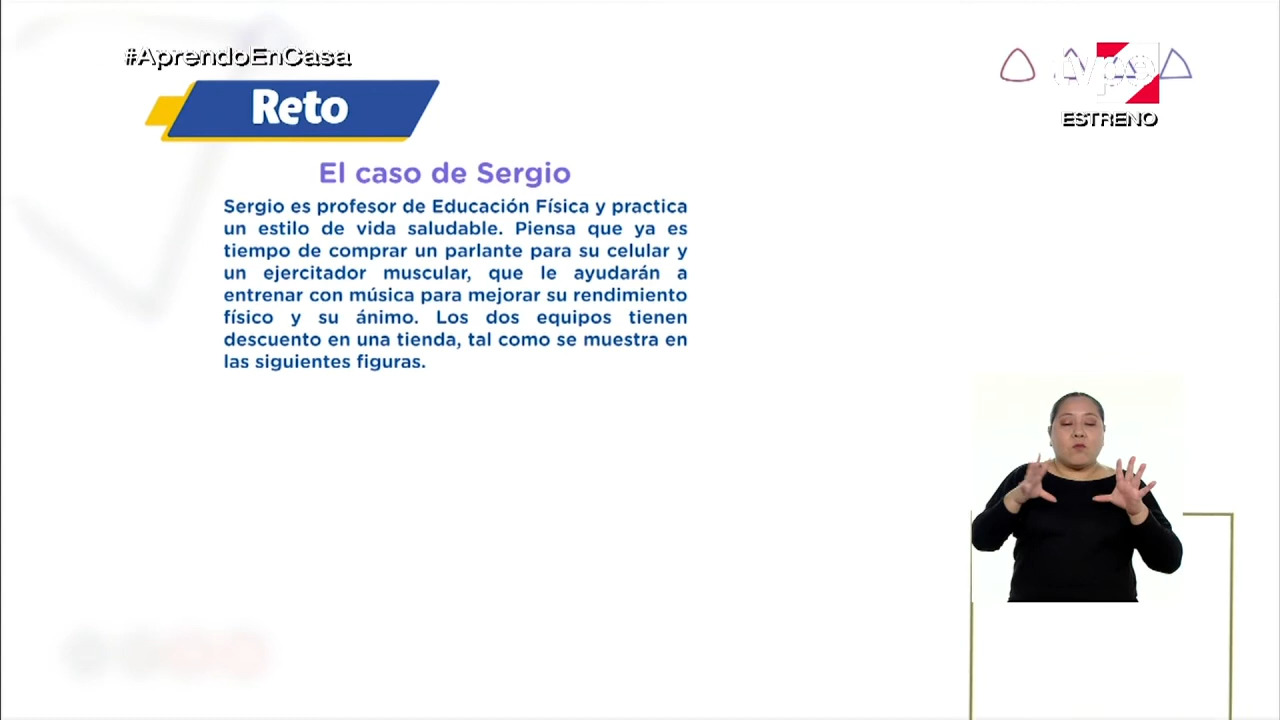 #AprendoEnCasa
tvpe
ESTRENO
Reto
El caso de Sergio
Sergio es profesor de Educación Física y practica
un estilo de vida saludable. Piensa que ya es
tiempo de comprar un parlante para su celular y
un ejercitador muscular, que le ayudarán a
entrenar con música para mejorar su rendimiento
físico y su ánimo. Los dos equipos tienen
descuento en una tienda, tal como se muestra en
las siguientes figuras.